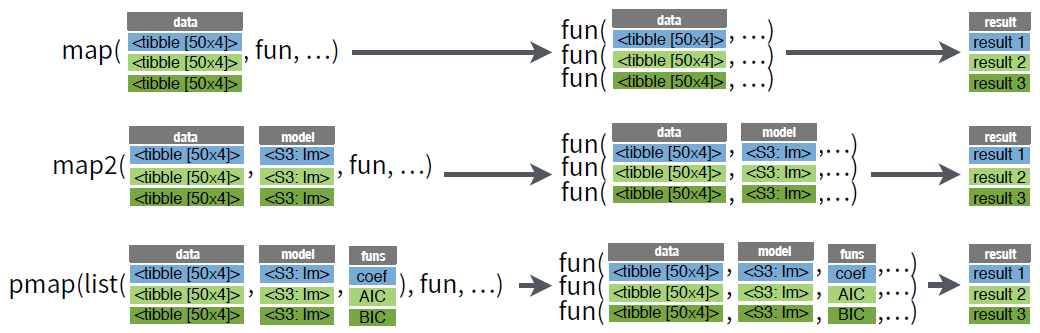 data data result
map( <tibble [50x4]> , fun, …) fun( <tibble [50x4]> , …) result 1
<tibble [50x4]> fun( <tibble [50x4]> , …) result 2
<tibble [50x4]> fun( <tibble [50x4]> , …) result 3
data model data model result
<tibble [50x4]> <S3: lm> fun( <tibble [50x4]> , <S3: lm> ,…) result 1
map2( <tibble [50x4]> , <S3: lm> , fun, …) fun( <tibble [50x4]> , <S3: lm> ,…) result 2
<tibble [50x4]> <S3: lm> fun( <tibble [50x4]> , <S3: lm> ,…) result 3
data model funs data model funs result
<tibble [50x4]> <S3: lm> coef fun( <tibble [50x4]> , <S3: lm> , coef ,…) result 1
pmap(list( <tibble [50x4]> , <S3: lm> , AIC ), fun, …) fun( <tibble [50x4]> , <S3: lm> , AIC ,…) result 2
<tibble [50x4]> <S3: lm> BIC fun( <tibble [50x4]> , <S3: lm> , BIC ,…) result 3